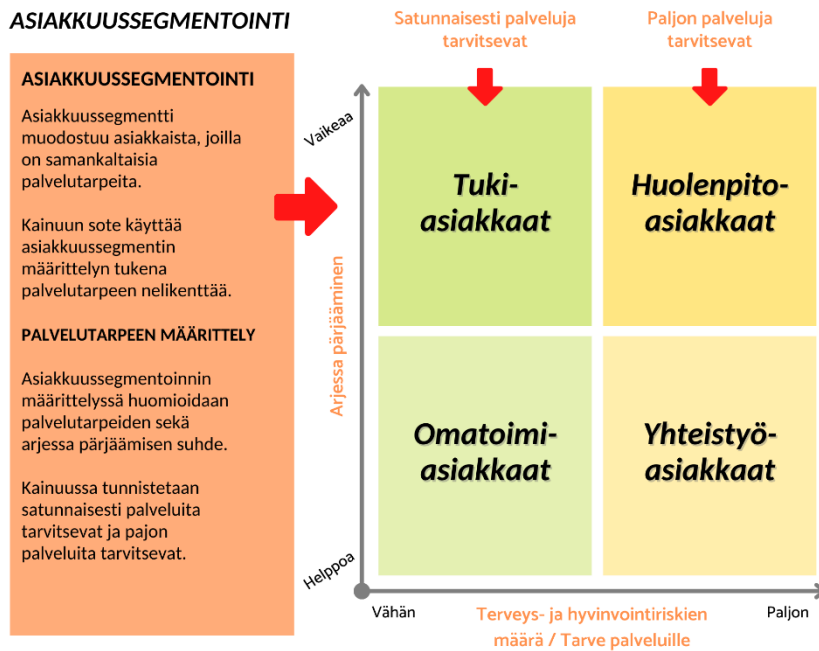 ASIAKKUUSSEGMENTOINTI
ASIAKKUUSSEGMENTOINTI
Asiakkuussegmentti
muodostuu asiakkaista, joilla
on samankaltaisia
palvelutarpeita.
Kainuun sote käyttää
asiakkuussegmentin
määrittelyn tukena
palvelutarpeen nelikenttää.
PALVELUTARPEEN MÄÄRITTELY
Asiakkuussegmentoinnin
määrittelyssä huomioidaan
palvelutarpeiden sekä
arjessa pärjäämisen suhde.
Kainuussa tunnistetaan
satunnaisesti palveluita
tarvitsevat ja pajon
palveluita tarvitsevat.
Satunnaisesti palveluja
tarvitsevat
Paljon palveluja
tarvitsevat
Vaikeaa
Arjessa pärjääminen
Helppoa
Tuki-
asiakkaat
Huolenpito-
asiakkaat
Omatoimi-
asiakkaat
Yhteistyö-
asiakkaat
Vähän
Terveys- ja hyvinvointiriskien
määrä / Tarve palveluille
Paljon